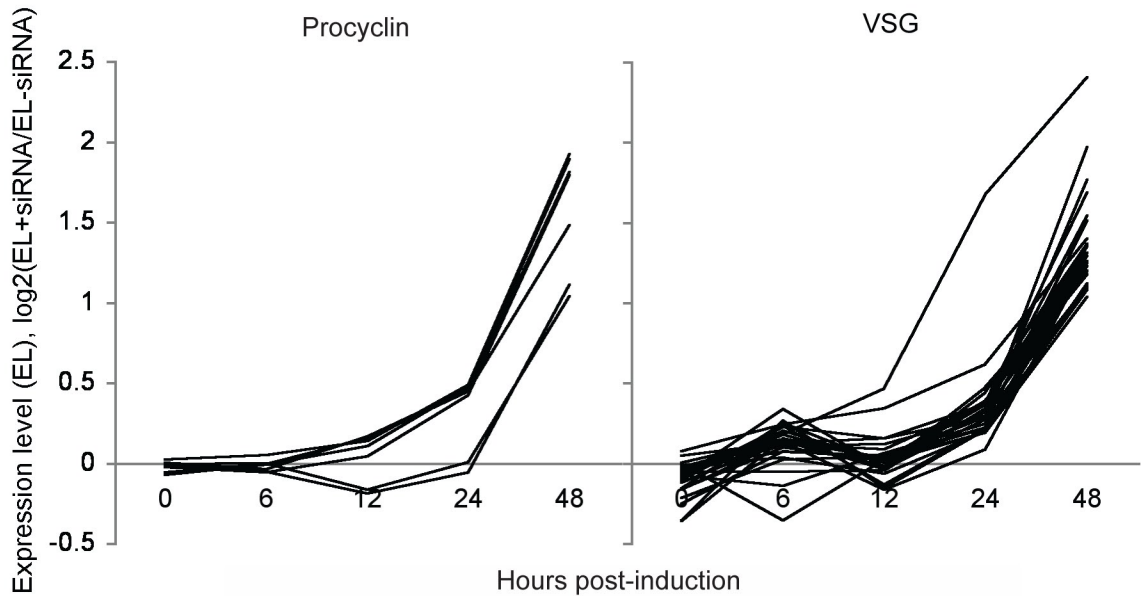 Procyclin
VSG
Expression level (EL), log2(EL+siRNA/EL-siRNA)
2.5
2
1.5
1
0.5
0
-0.5
0 6 12 24 48
0 6 12 24 48
Hours post-induction